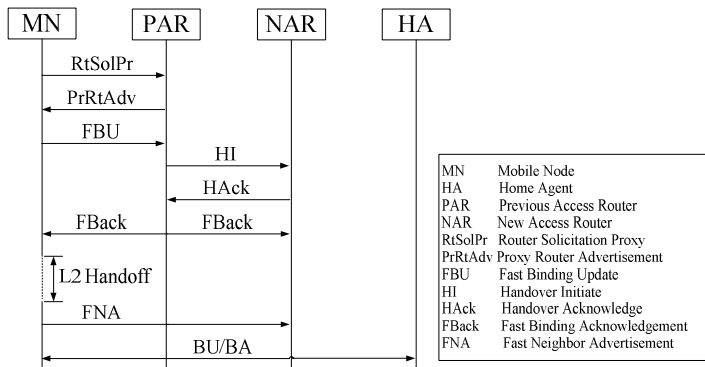 MN PAR NAR HA
RtSolPr
PrRtAdv
FBU
HI
HAck
FBack FBack
L2 Handoff
FNA
BU/BA
MN Mobile Node
HA Home Agent
PAR Previous Access Router
NAR New Access Router
RtSolPr Router Solicitation Proxy
PrRtAdv Proxy Router Advertisement
FBU Fast Binding Update
HI Handover Initiate
HAck Handover Acknowledge
FBack Fast Binding Acknowledgement
FNA Fast Neighbor Advertisement